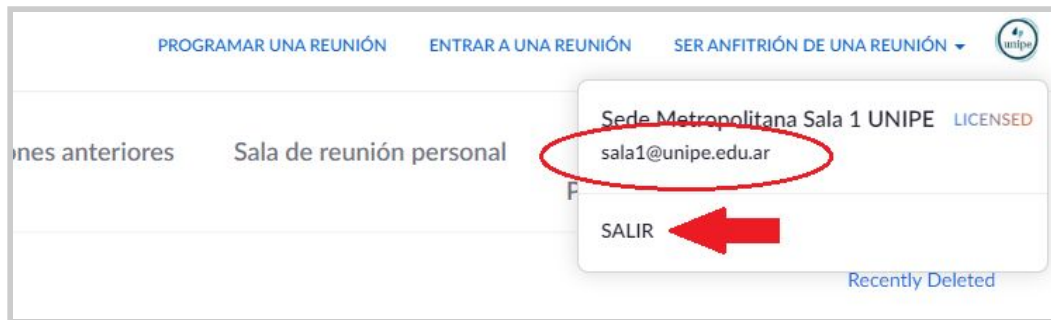 PROGRAMAR UNA REUNIÓN ENTRAR A UNA REUNIÓN SER ANFITRIÓN DE UNA REUNIÓN
unipe
Sede Metropolitana Sala 1 UNIPE LICENSED
ones anteriores Sala de reunión personal
sala1@unipe.edu.ar
P
SALIR
Recently Deleted